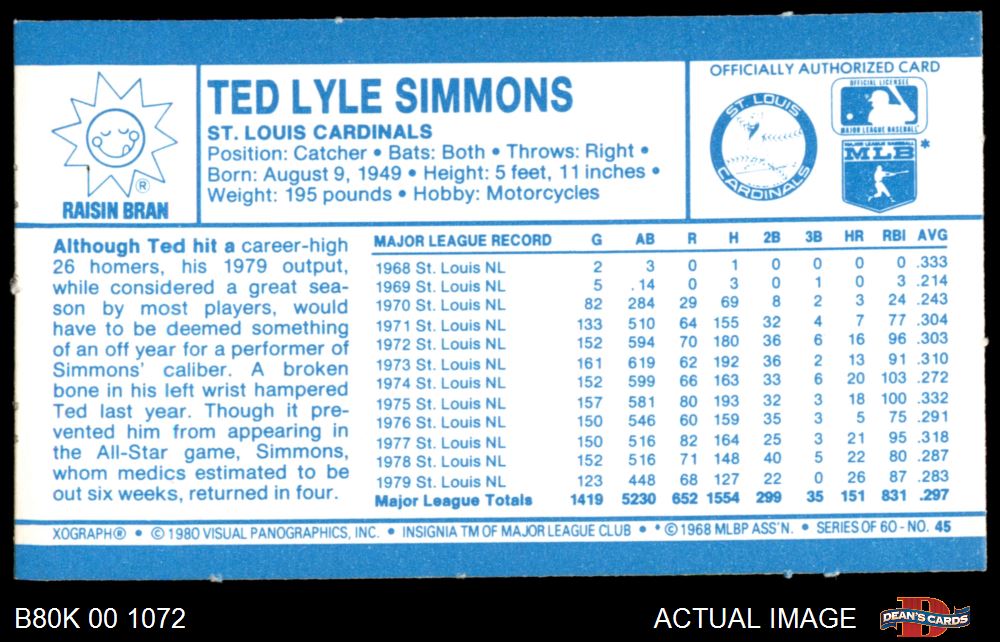 RAISIN BRAN
®
TED LYLE SIMMONS
ST. LOUIS CARDINALS
Position: Catcher • Bats: Both • Throws: Right •
Born: August 9, 1949 • Height: 5 feet, 11 inches •
Weight: 195 pounds • Hobby: Motorcycles
OFFICIALLY AUTHORIZED CARD
ST. LOUIS
CARDINALS
OFFICIAL LICENSEE
MAJOR LEAGUE BASEBALL
MAJOR LEAGUE BASEBALL
MLB *
Although Ted hit a career-high
26 homers, his 1979 output,
while considered a great sea-
son by most players, would
have to be deemed something
of an off year for a performer of
Simmons' caliber. A broken
bone in his left wrist hampered
Ted last year. Though it pre-
vented him from appearing in
the All-Star game, Simmons,
whom medics estimated to be
out six weeks, returned in four.
MAJOR LEAGUE RECORD G AB R H 2B 3B HR RBI AVG
1968 St. Louis NL 2 3 0 1 0 0 0 0 .333
1969 St. Louis NL 5 .14 0 3 0 1 0 3 .214
1970 St. Louis NL 82 284 29 69 8 2 3 24 .243
1971 St. Louis NL 133 510 64 155 32 4 7 77 .304
1972 St. Louis NL 152 594 70 180 36 6 16 96 .303
1973 St. Louis NL 161 619 62 192 36 2 13 91 .310
1974 St. Louis NL 152 599 66 163 33 6 20 103 .272
1975 St. Louis NL 157 581 80 193 32 3 18 100 .332
1976 St. Louis NL 150 546 60 159 35 3 5 75 .291
1977 St. Louis NL 150 516 82 164 25 3 21 95 .318
1978 St. Louis NL 152 516 71 148 40 5 22 80 .287
1979 St. Louis NL 123 448 68 127 22 0 26 87 .283
Major League Totals 1419 5230 652 1554 299 35 151 831 .297
XOGRAPH® • © 1980 VISUAL PANOGRAPHICS, INC. • INSIGNIA TM OF MAJOR LEAGUE CLUB • * © 1968 MLBP ASS'N. • SERIES OF 60 - NO. 45
B80K 00 1072
ACTUAL IMAGE
DEAN'S CARDS